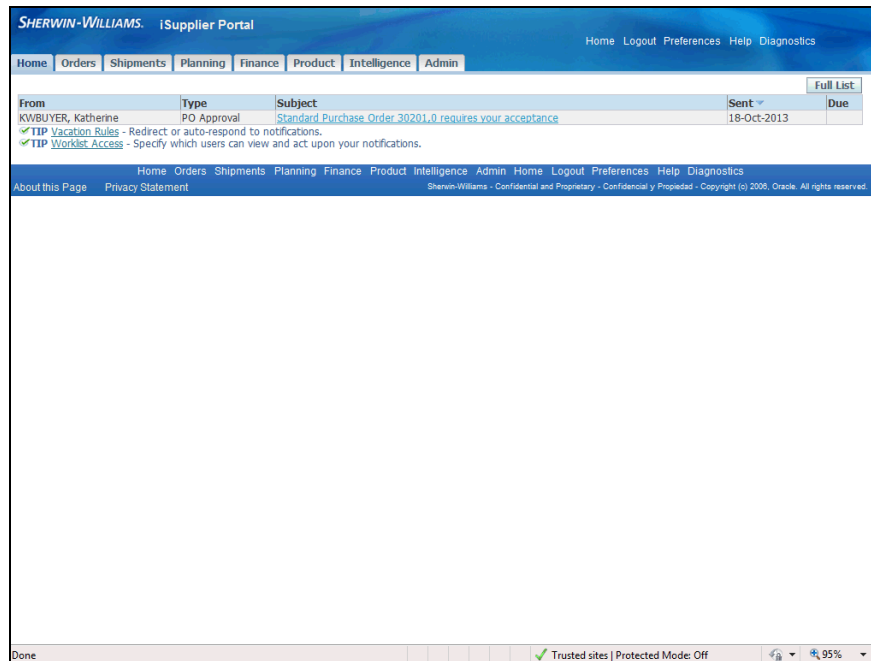 SHERWIN-WILLIAMS. iSupplier Portal
Home Logout Preferences Help Diagnostics
Home Orders Shipments Planning Finance Product Intelligence Admin
Full List
From Type Subject Sent Due
KWBUYER, Katherine PO Approval Standard Purchase Order 30201,0 requires your acceptance 18-Oct-2013
TIP Vacation Rules - Redirect or auto-respond to notifications.
TIP Worklist Access - Specify which users can view and act upon your notifications.
Home Orders Shipments Planning Finance Product Intelligence Admin Home Logout Preferences Help Diagnostics
About this Page Privacy Statement Sherwin-Williams - Confidential and Proprietary - Confidencial y Propiedad - Copyright (c) 2006, Oracle. All rights reserved.
Done Trusted sites | Protected Mode: Off 95%